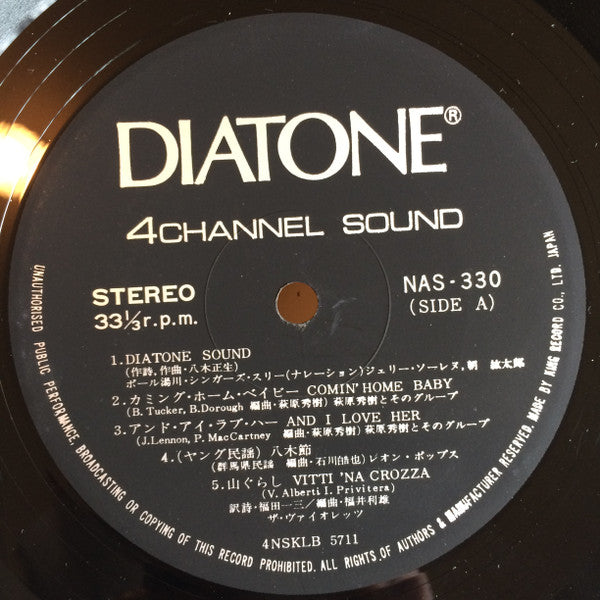 DIATONE®
4CHANNEL SOUND
STEREO
33⅓r.p.m.
NAS-330
(SIDE A)
1.DIATONE SOUND
(作詩,作曲・八木正生)
ポール湯川・シンガーズ・スリー(ナレーション)ジェリー・ソーレヌ,朝 紘太郎
2.カミング・ホーム・ベイビー COMIN' HOME BABY
(B. Tucker, B.Dorough 編曲・萩原秀樹)萩原秀樹とそのグループ
3.アンド・アイ・ラブ・ハー AND I LOVE HER
(J.Lennon, P. MacCartney 編曲・萩原秀樹)萩原秀樹とそのグループ
4.(ヤング民謡) 八木節
(群馬県民謡 編曲・石川皓也) レオン・ポップス
5.山ぐらし VITTI 'NA CROZZA
(V. Alberti I. Privitera)
訳詩・福田一三/編曲・福井利雄
ザ・ヴァイオレッツ
4NSKLB 5711
UNAUTHORISED PUBLIC PERFORMANCE, BROADCASTING OR COPYING OF THIS RECORD PROHIBITED. ALL RIGHTS OF AUTHORS & MANUFACTURER RESERVED. MADE BY KING RECORD CO., LTD. JAPAN